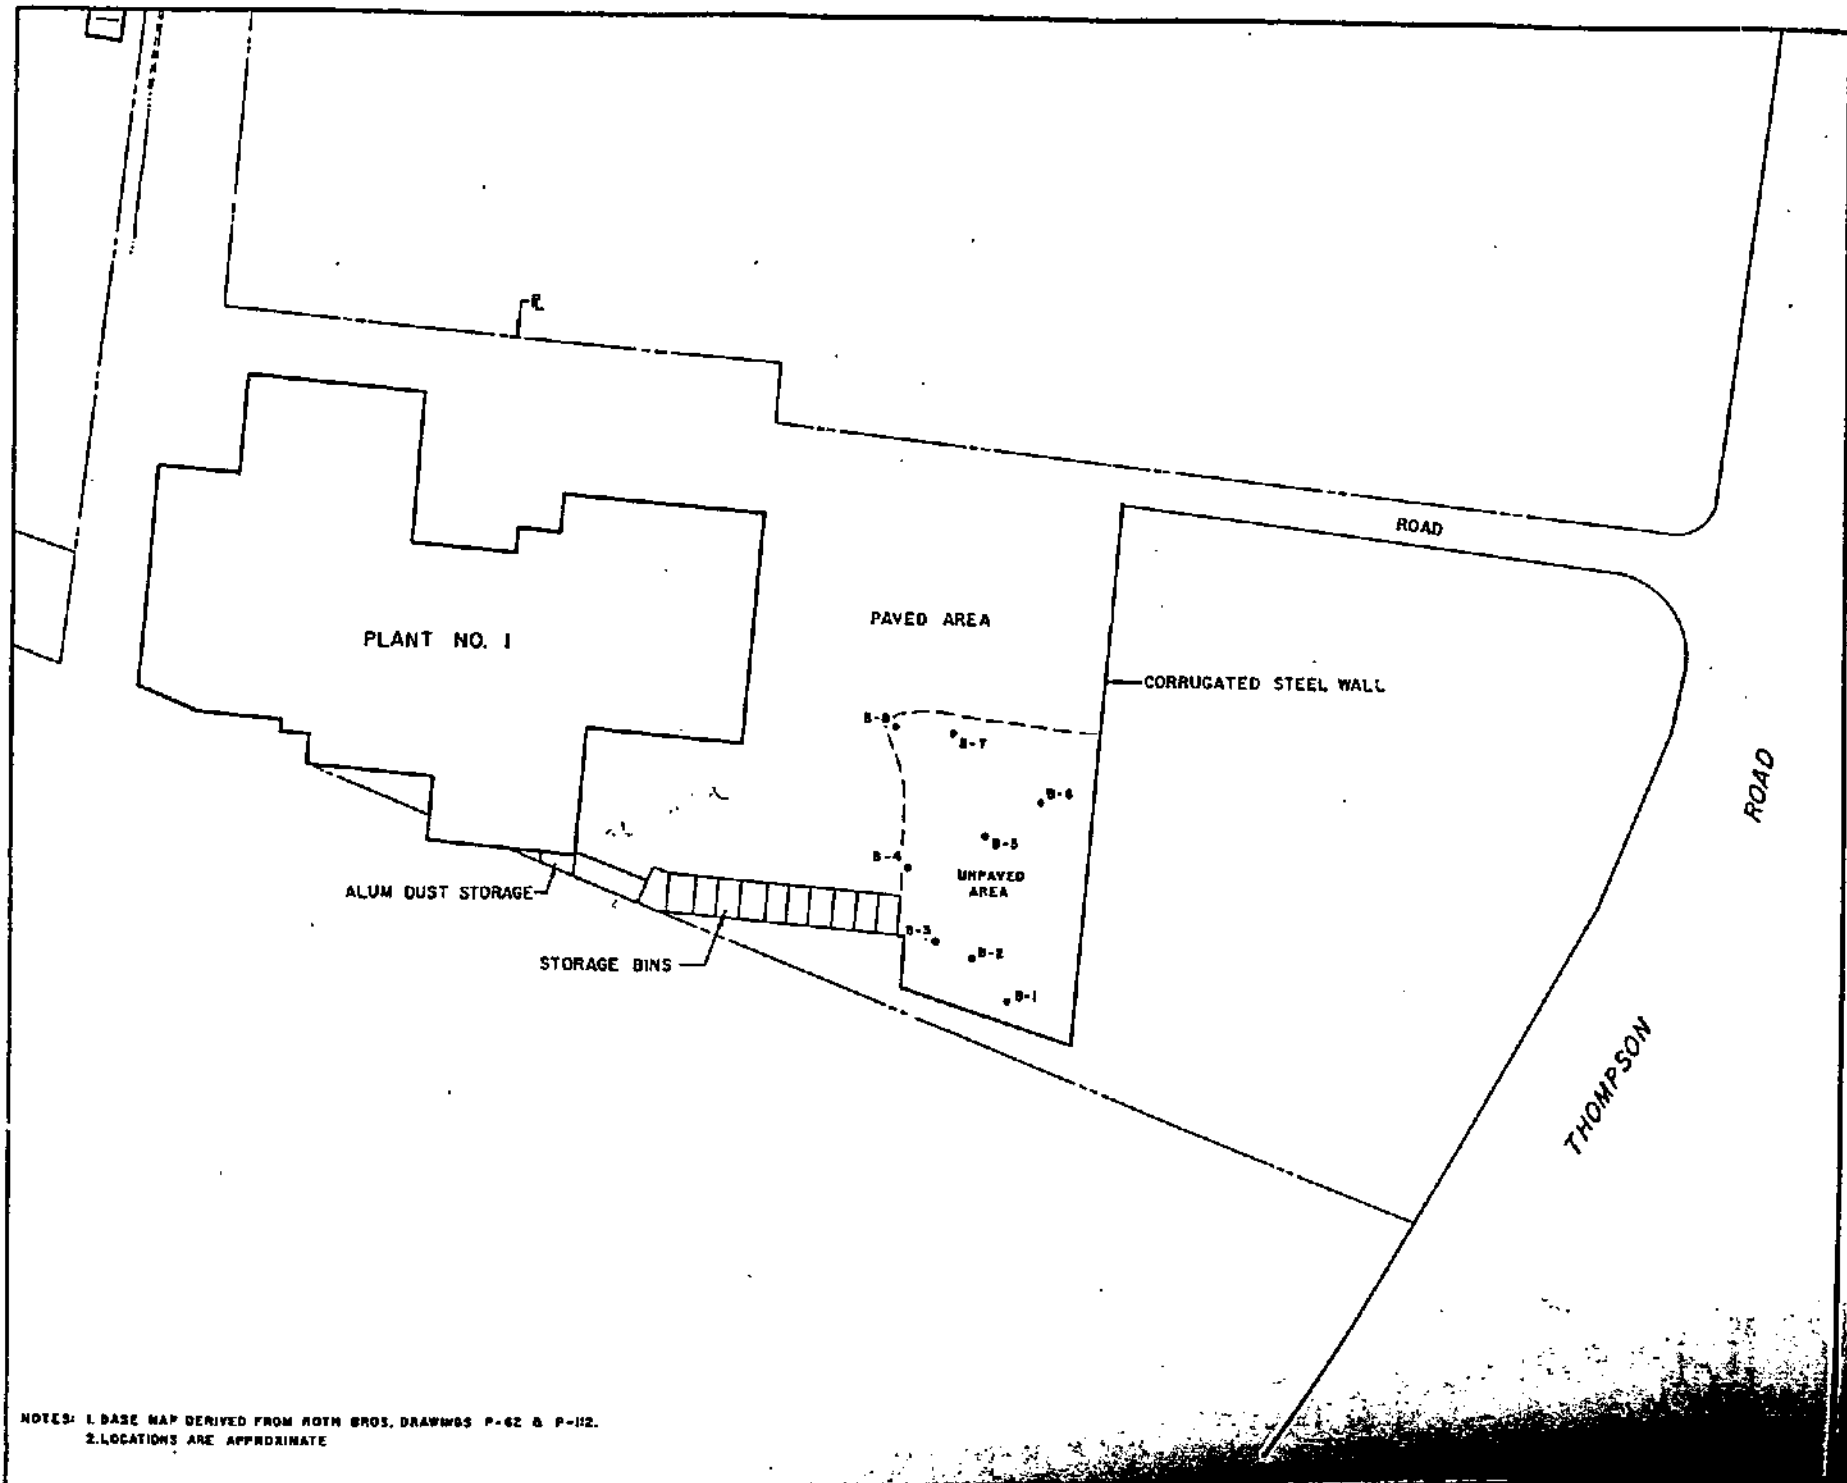 PL
ROAD
PAVED AREA
PLANT NO. 1
CORRUGATED STEEL WALL
B-8
B-7
B-6
B-5
B-4
UNPAVED
AREA
ALUM DUST STORAGE
B-3
B-2
STORAGE BINS
B-1
ROAD
THOMPSON
NOTES: 1. BASE MAP DERIVED FROM ROTH BROS. DRAWINGS P-62 & P-112.
2. LOCATIONS ARE APPROXIMATE